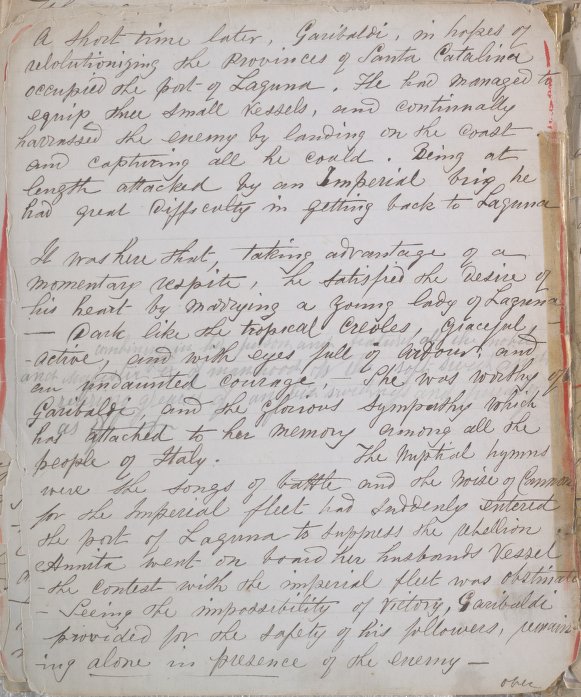 A short time later, Garibaldi, in hopes of
revolutionizing the Provinces of Santa Catalina
occupied the port of Laguna. He had managed to
equip three small vessels, and continually
harrassed the enemy by landing on the coast
and capturing all he could. Being at
length attacked by an Imperial brig he
had great difficulty in getting back to Laguna
It was here that, taking advantage of a
momentary respite, he satisfied the desire of
his heart by marrying a young lady of Laguna
— Dark like the tropical Creoles, Graceful,
active and with eyes full of ardour, and
an undaunted courage, — She was worthy of
Garibaldi, and the glorious sympathy which
has attached to her memory among all the
people of Italy. The Nuptial hymns
were the songs of battle and the noise of Cannon
for the Imperial fleet had suddenly entered
the port of Laguna to suppress the rebellion
Annita went on board her husbands vessel
- the contest with the imperial fleet was obstinate
- Seeing the impossibility of victory, Garibaldi
provided for the safety of his followers, remain-
ing alone in presence of the enemy —
over